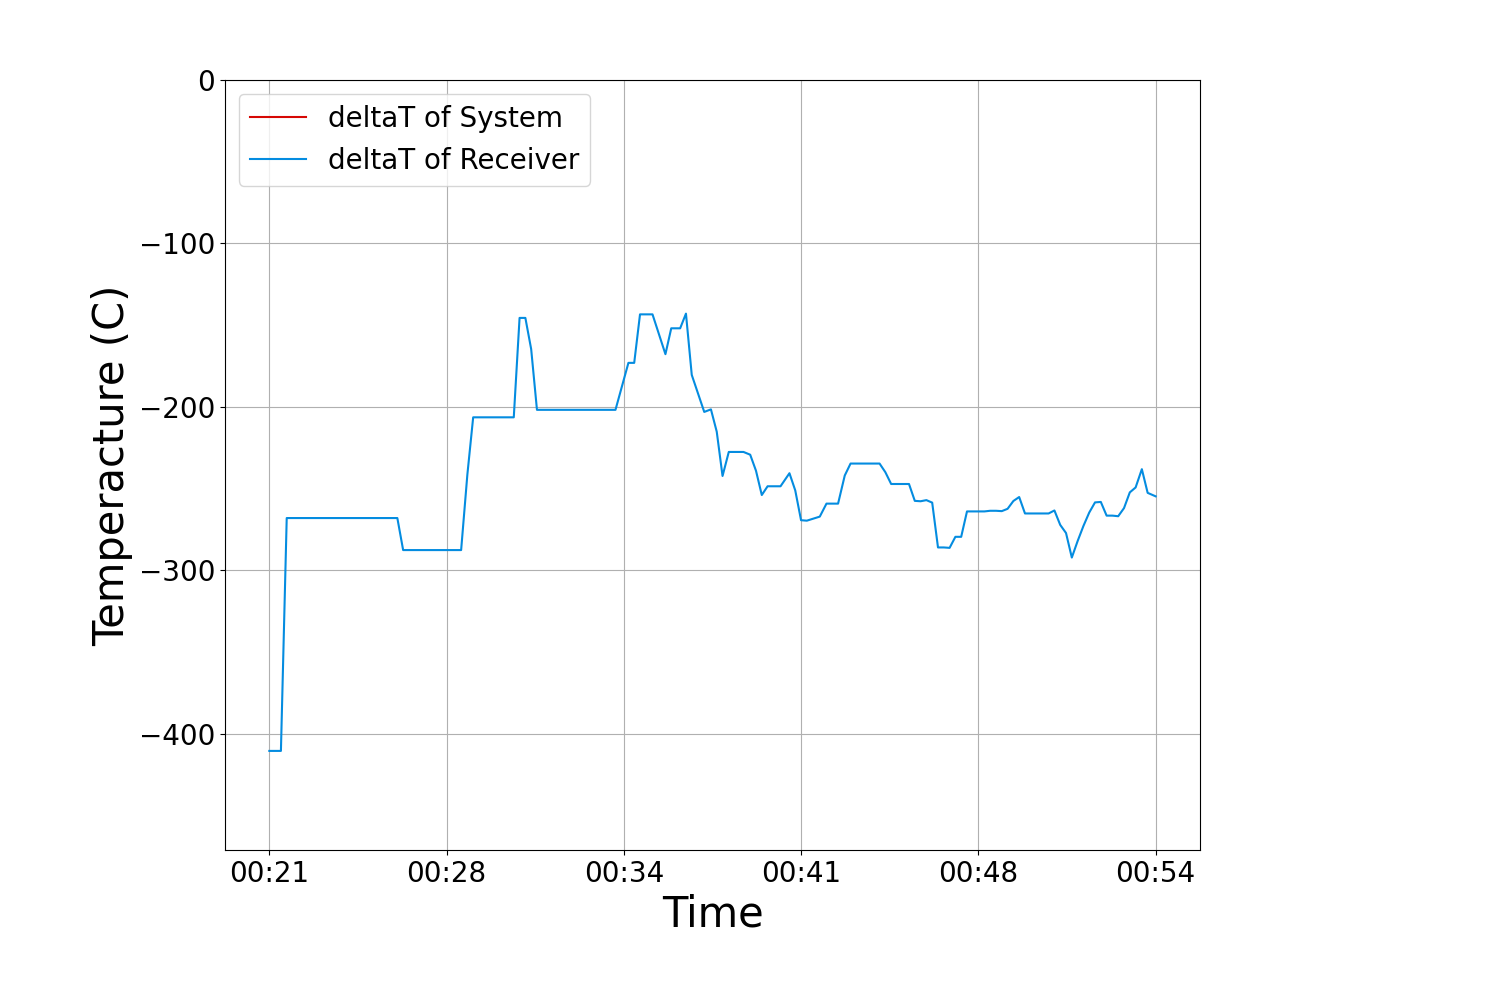 0
deltaT of System
deltaT of Receiver
−100
−200
−300
−400
Temperacture (C)
00:21 00:28 00:34 00:41 00:48 00:54
Time